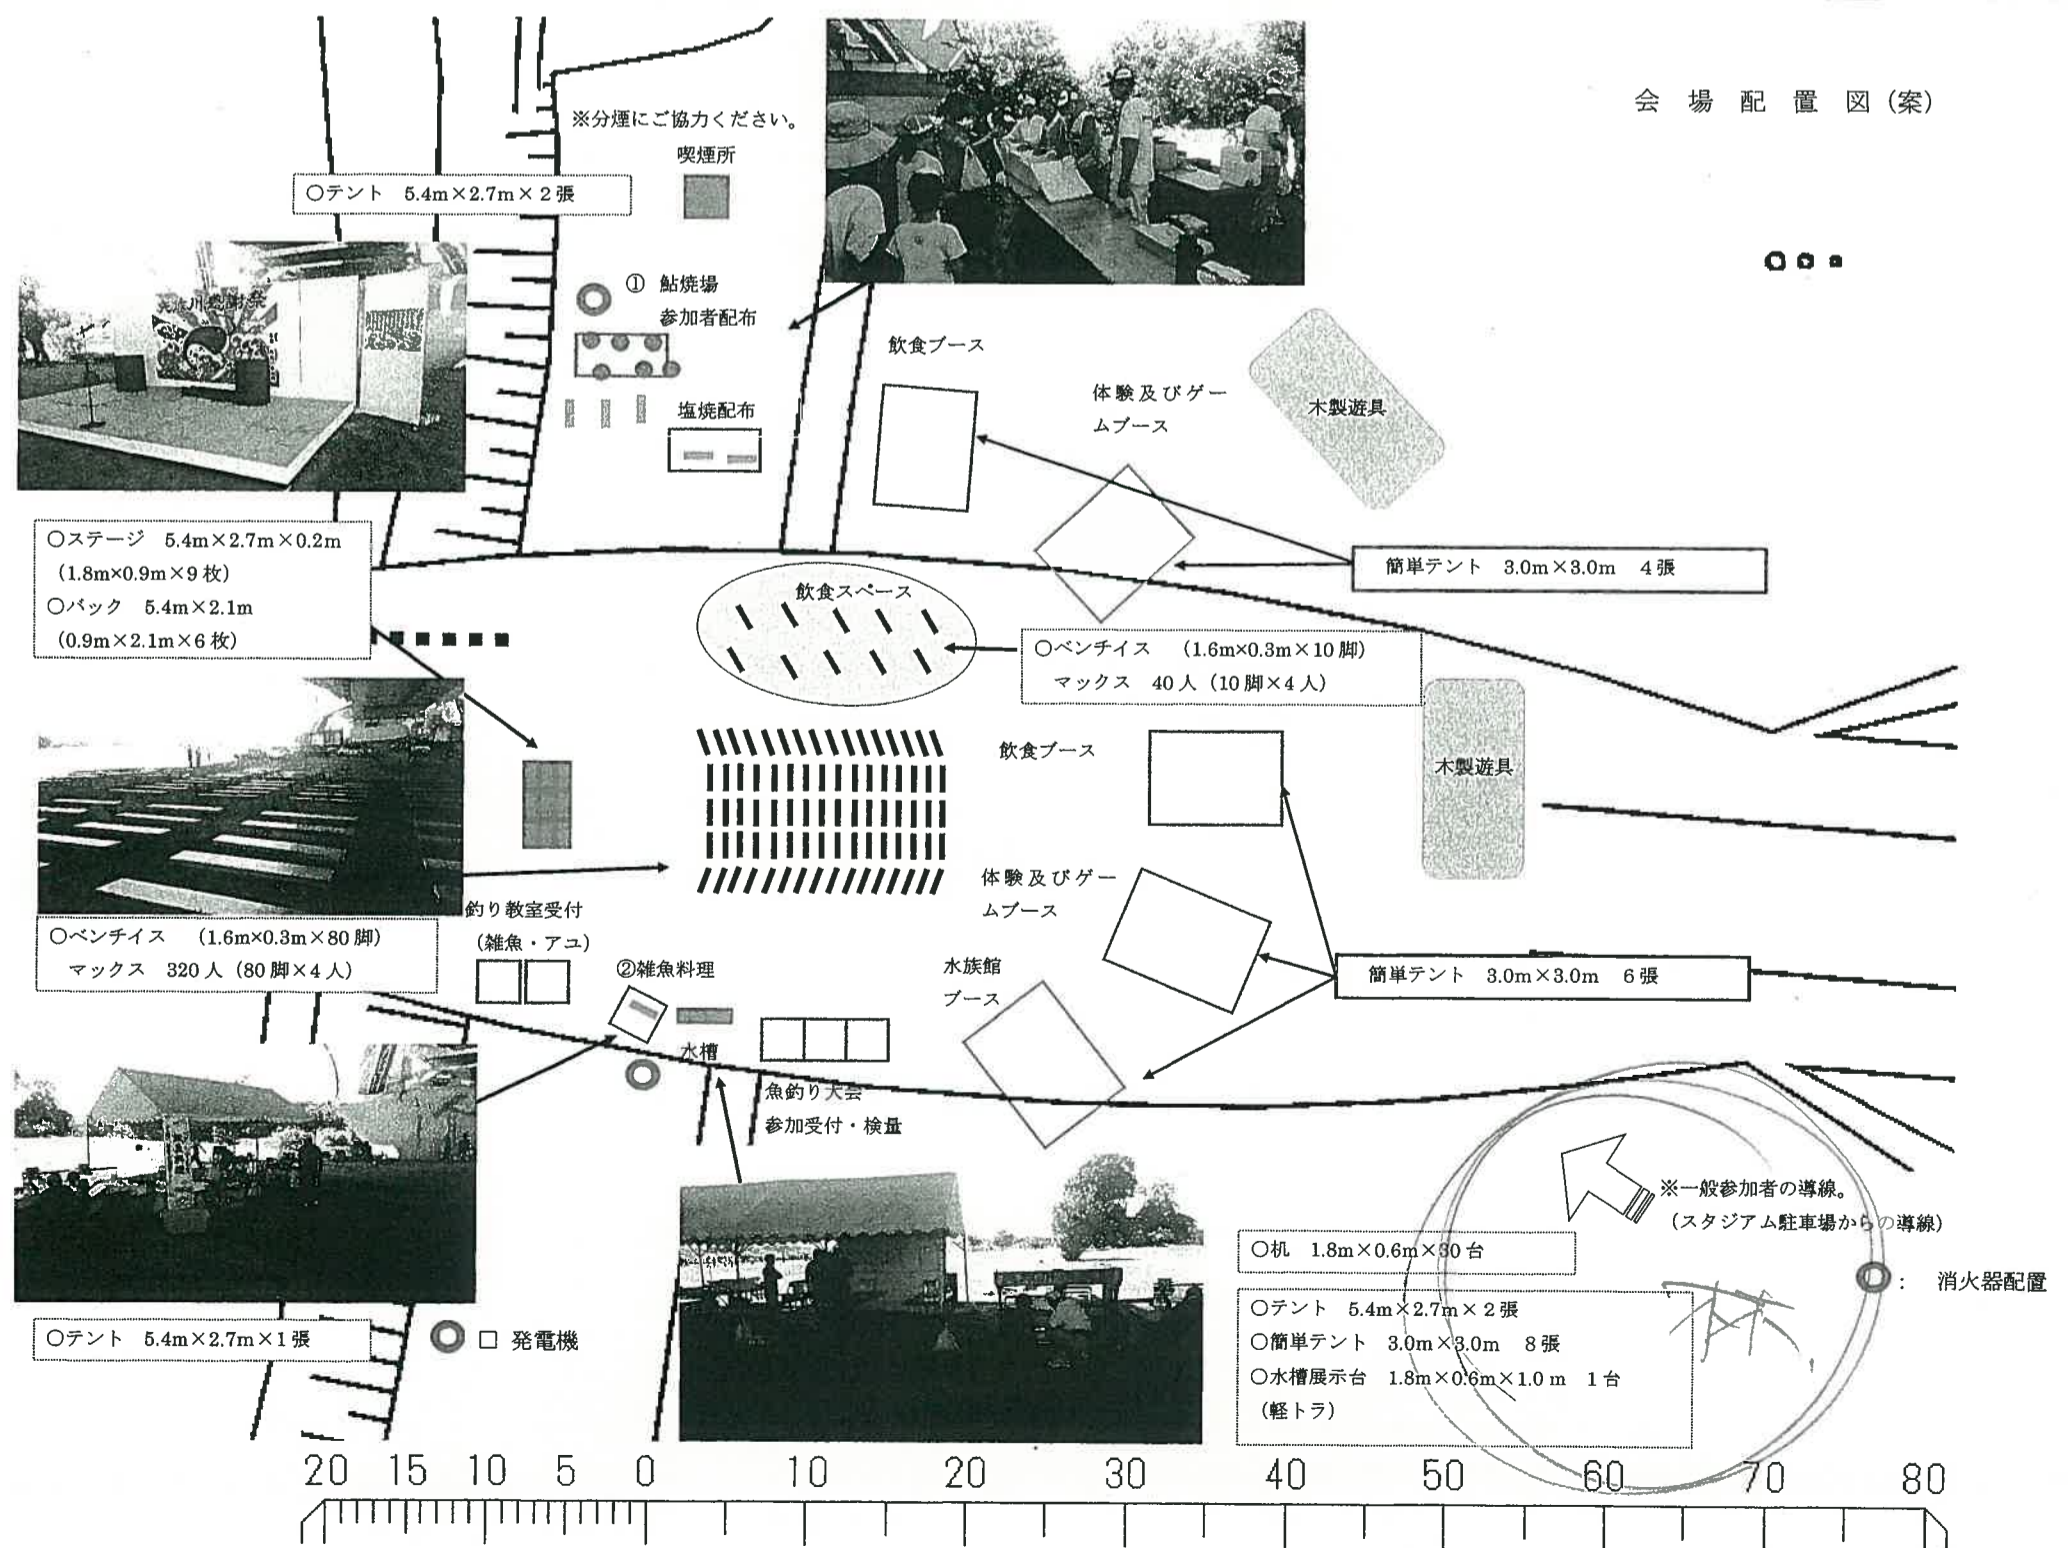 会場配置図（案）
※分煙にご協力ください。
喫煙所
○テント 5.4m×2.7m×2張
① 鮎焼場
参加者配布
塩焼配布
飲食ブース
体験及びゲー
ムブース
木製遊具
○ステージ 5.4m×2.7m×0.2m
（1.8m×0.9m×9枚）
○バック 5.4m×2.1m
（0.9m×2.1m×6枚）
簡単テント 3.0m×3.0m 4張
飲食スペース
○ベンチイス （1.6m×0.3m×10脚）
マックス 40人（10脚×4人）
飲食ブース
木製遊具
体験及びゲー
ムブース
釣り教室受付
（雑魚・アユ）
○ベンチイス （1.6m×0.3m×80脚）
マックス 320人（80脚×4人）
②雑魚料理
水族館
ブース
簡単テント 3.0m×3.0m 6張
水槽
魚釣り大会
参加受付・検量
※一般参加者の導線。
（スタジアム駐車場からの導線）
○机 1.8m×0.6m×30台
： 消火器配置
○テント 5.4m×2.7m×2張
○簡単テント 3.0m×3.0m 8張
○水槽展示台 1.8m×0.6m×1.0m 1台
（軽トラ）
○テント 5.4m×2.7m×1張
□ 発電機
20 15 10 5 0 10 20 30 40 50 60 70 80